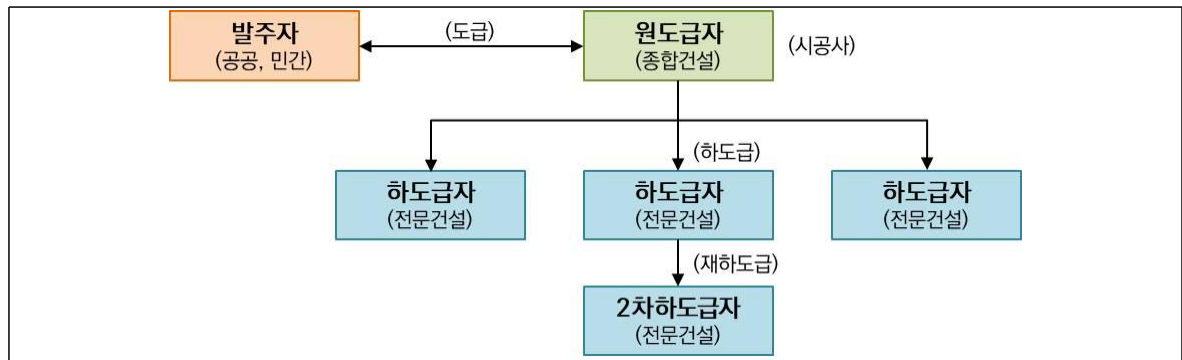 발주자
(공공, 민간)
(도급)
원도급자
(종합건설)
(시공사)
(하도급)
하도급자
(전문건설)
하도급자
(전문건설)
하도급자
(전문건설)
(재하도급)
2차하도급자
(전문건설)